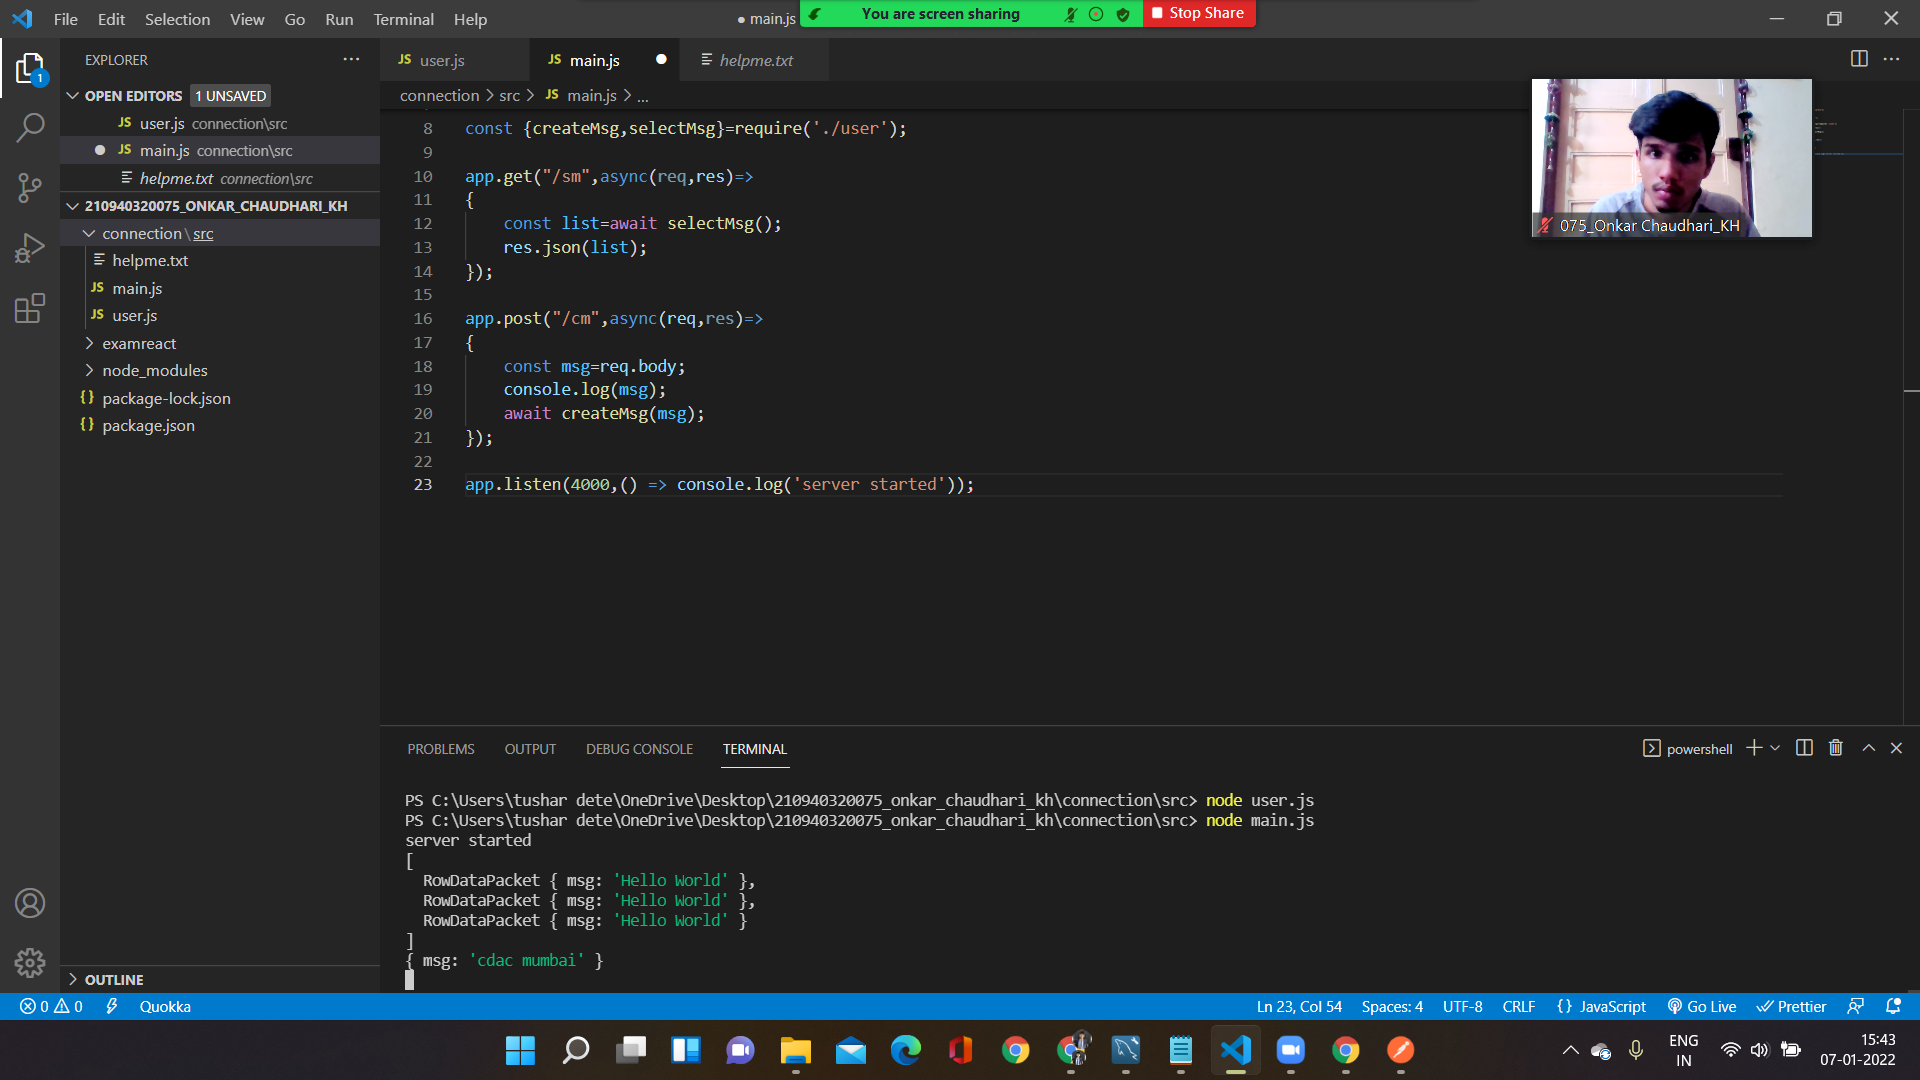 File Edit Selection View Go Run Terminal Help
● main.js
You are screen sharing
Stop Share
EXPLORER
OPEN EDITORS 1 UNSAVED
JS user.js connection\src
● JS main.js connection\src
helpme.txt connection\src
210940320075_ONKAR_CHAUDHARI_KH
connection\src
helpme.txt
JS main.js
JS user.js
examreact
node_modules
{} package-lock.json
{} package.json
OUTLINE
1
JS user.js
JS main.js ●
helpme.txt
connection > src > JS main.js > ...
8 const {createMsg,selectMsg}=require('./user');
9
10 app.get("/sm",async(req,res)=>
11 {
12 const list=await selectMsg();
13 res.json(list);
14 });
15
16 app.post("/cm",async(req,res)=>
17 {
18 const msg=req.body;
19 console.log(msg);
20 await createMsg(msg);
21 });
22
23 app.listen(4000,() => console.log('server started'));
075_Onkar Chaudhari_KH
PROBLEMS OUTPUT DEBUG CONSOLE TERMINAL
powershell
PS C:\Users\tushar dete\OneDrive\Desktop\210940320075_onkar_chaudhari_kh\connection\src> node user.js
PS C:\Users\tushar dete\OneDrive\Desktop\210940320075_onkar_chaudhari_kh\connection\src> node main.js
server started
[
RowDataPacket { msg: 'Hello World' },
RowDataPacket { msg: 'Hello World' },
RowDataPacket { msg: 'Hello World' }
]
{ msg: 'cdac mumbai' }
0 0 Quokka
Ln 23, Col 54 Spaces: 4 UTF-8 CRLF {} JavaScript Go Live Prettier
ENG
IN
15:43
07-01-2022